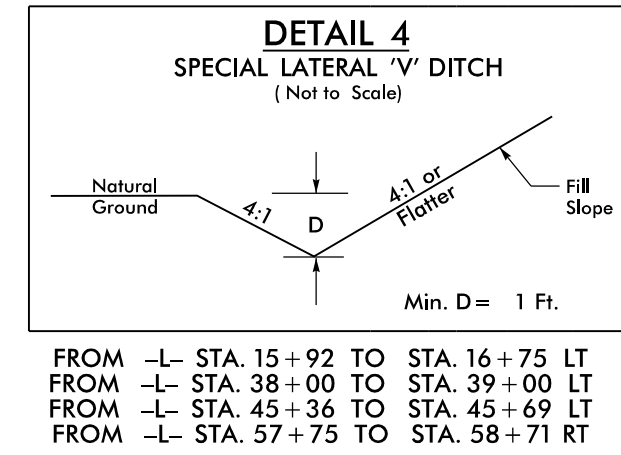 DETAIL 4
SPECIAL LATERAL 'V' DITCH
( Not to Scale)
Natural
Ground
4:1
D
4:1 or
Flatter
Fill
Slope
Min. D = 1 Ft.
FROM –L– STA. 15+92 TO STA. 16+75 LT
FROM –L– STA. 38+00 TO STA. 39+00 LT
FROM –L– STA. 45+36 TO STA. 45+69 LT
FROM –L– STA. 57+75 TO STA. 58+71 RT